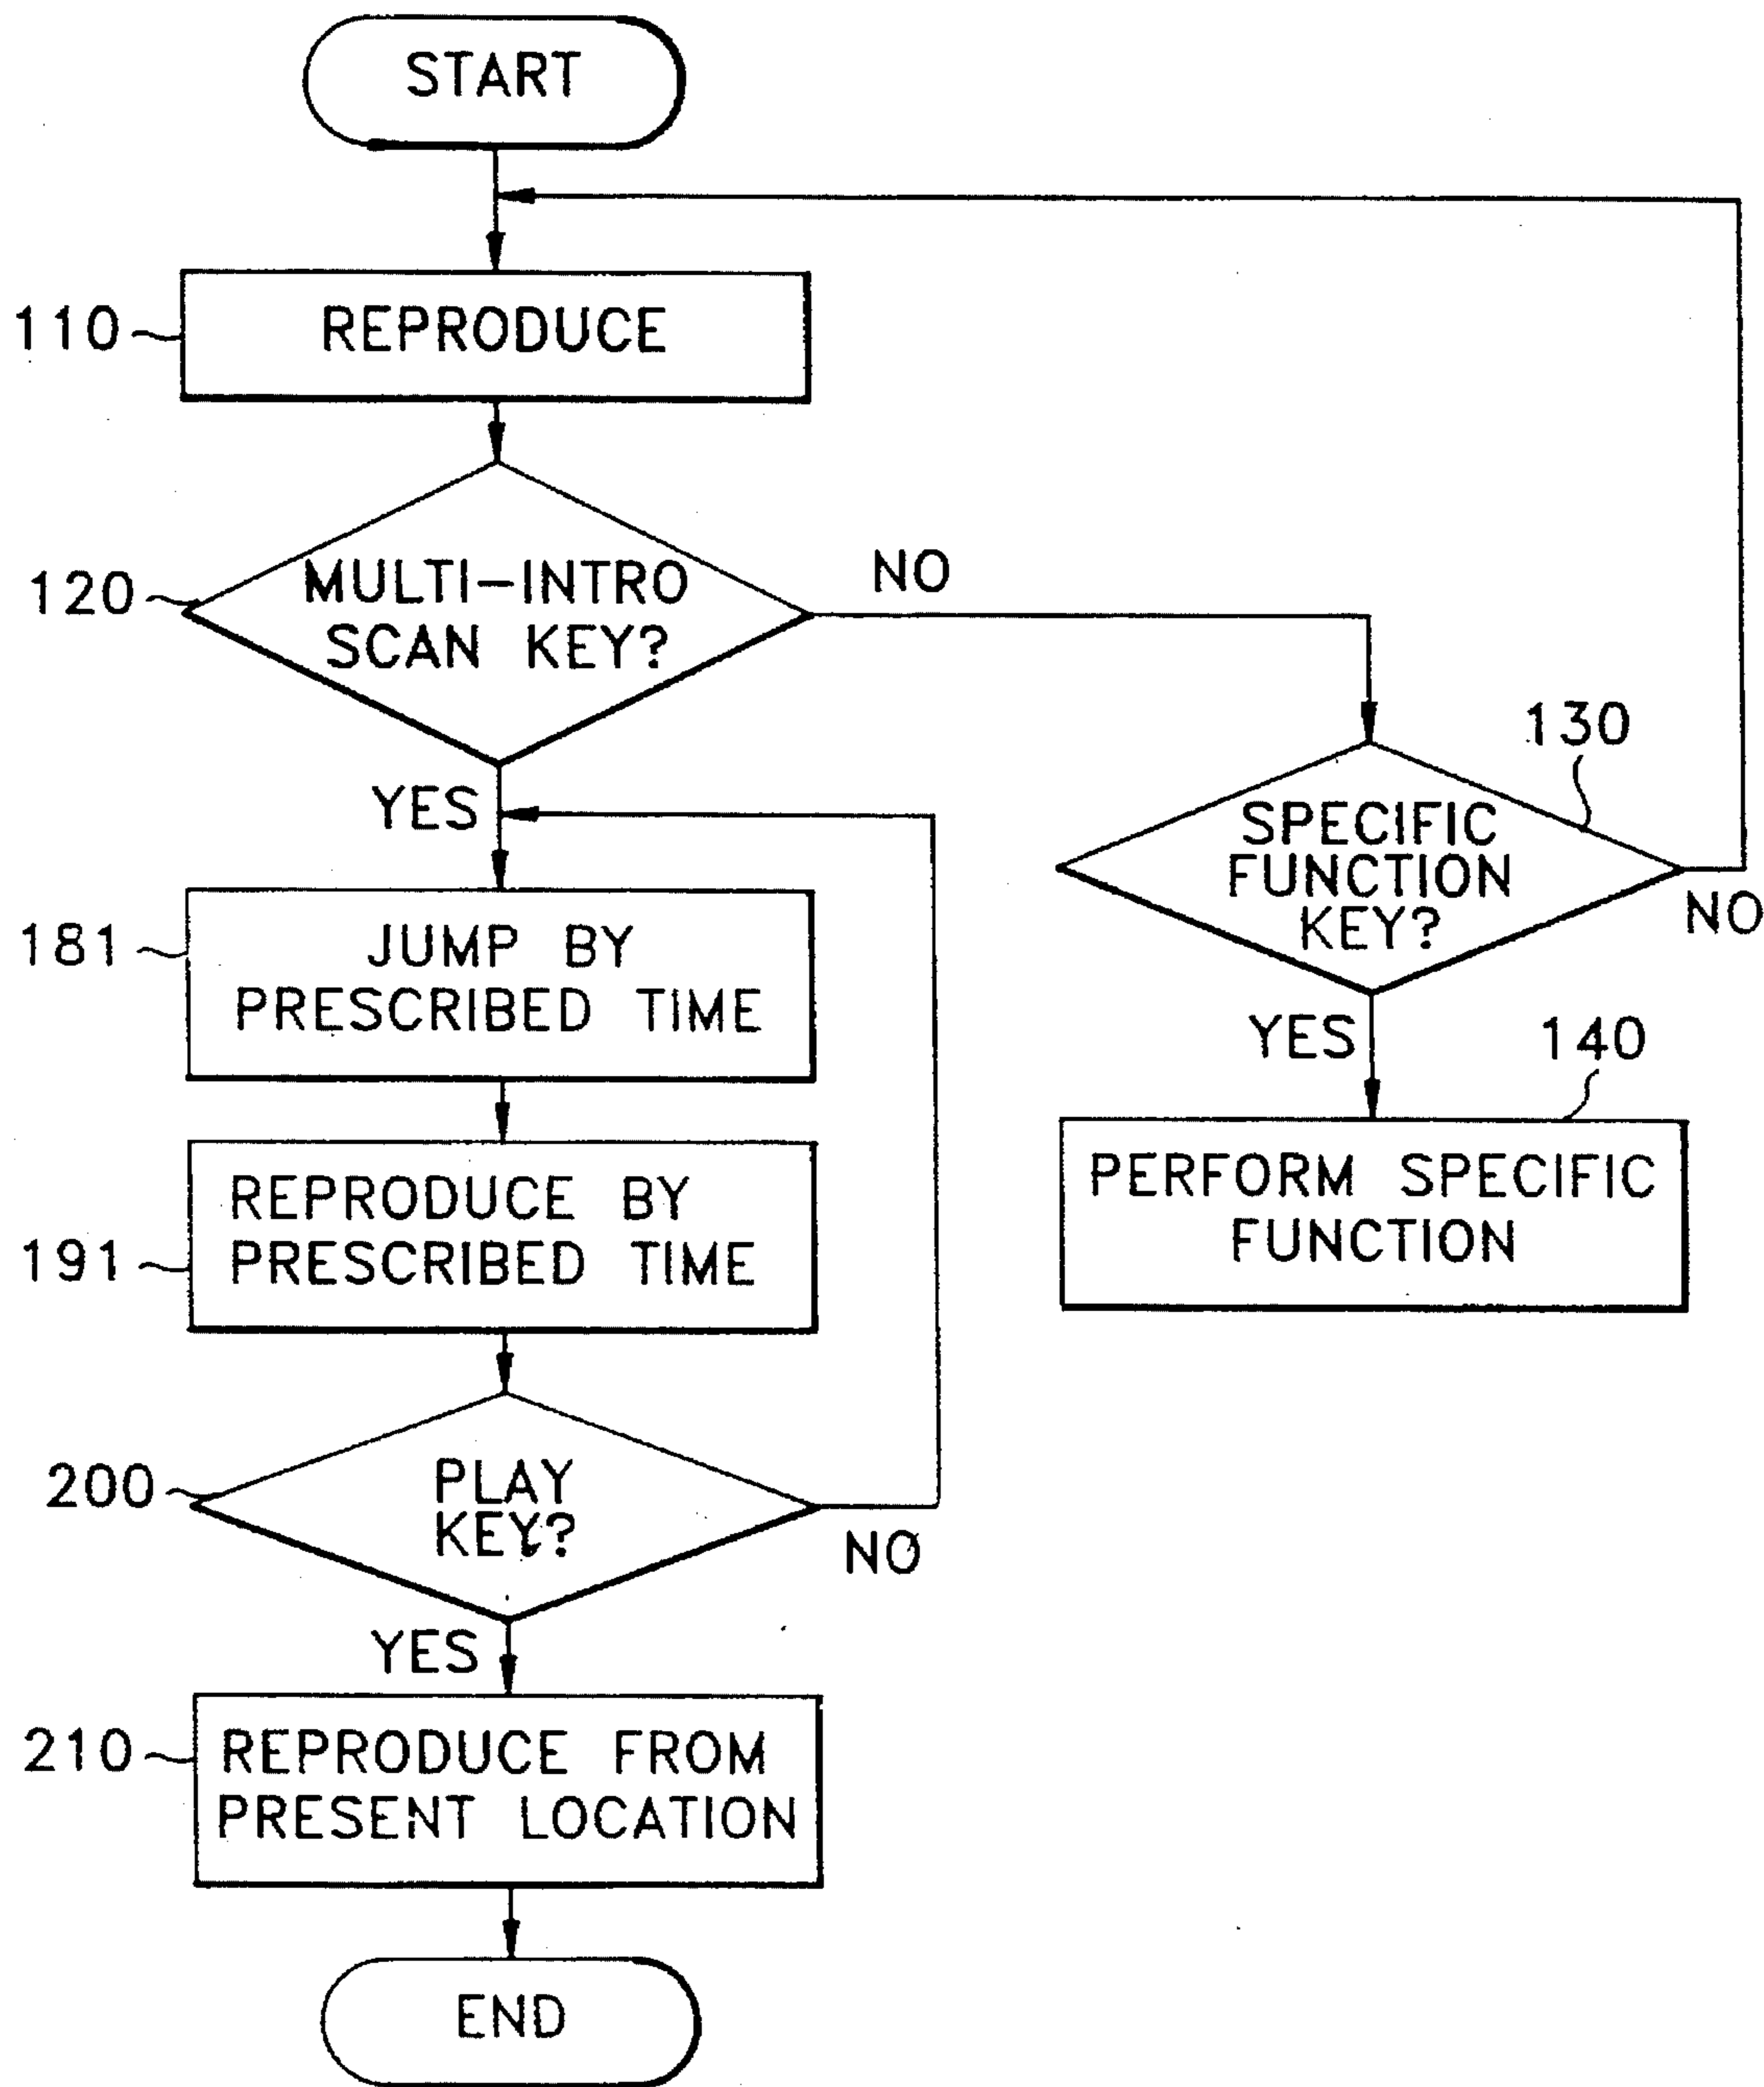 START
110
REPRODUCE
120
MULTI-INTRO
SCAN KEY?
NO
YES
130
SPECIFIC
FUNCTION
KEY?
NO
YES
181
JUMP BY
PRESCRIBED TIME
140
PERFORM SPECIFIC
FUNCTION
191
REPRODUCE BY
PRESCRIBED TIME
200
PLAY
KEY?
NO
YES
210
REPRODUCE FROM
PRESENT LOCATION
END